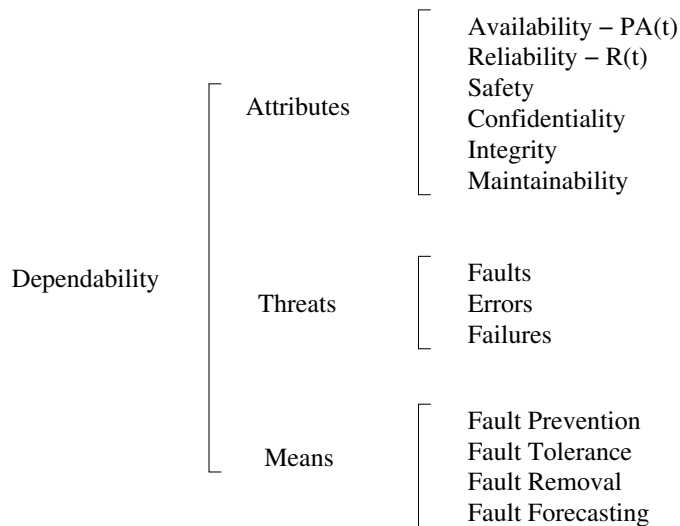 Dependability
Attributes
Availability − PA(t)
Reliability − R(t)
Safety
Confidentiality
Integrity
Maintainability
Threats
Faults
Errors
Failures
Means
Fault Prevention
Fault Tolerance
Fault Removal
Fault Forecasting